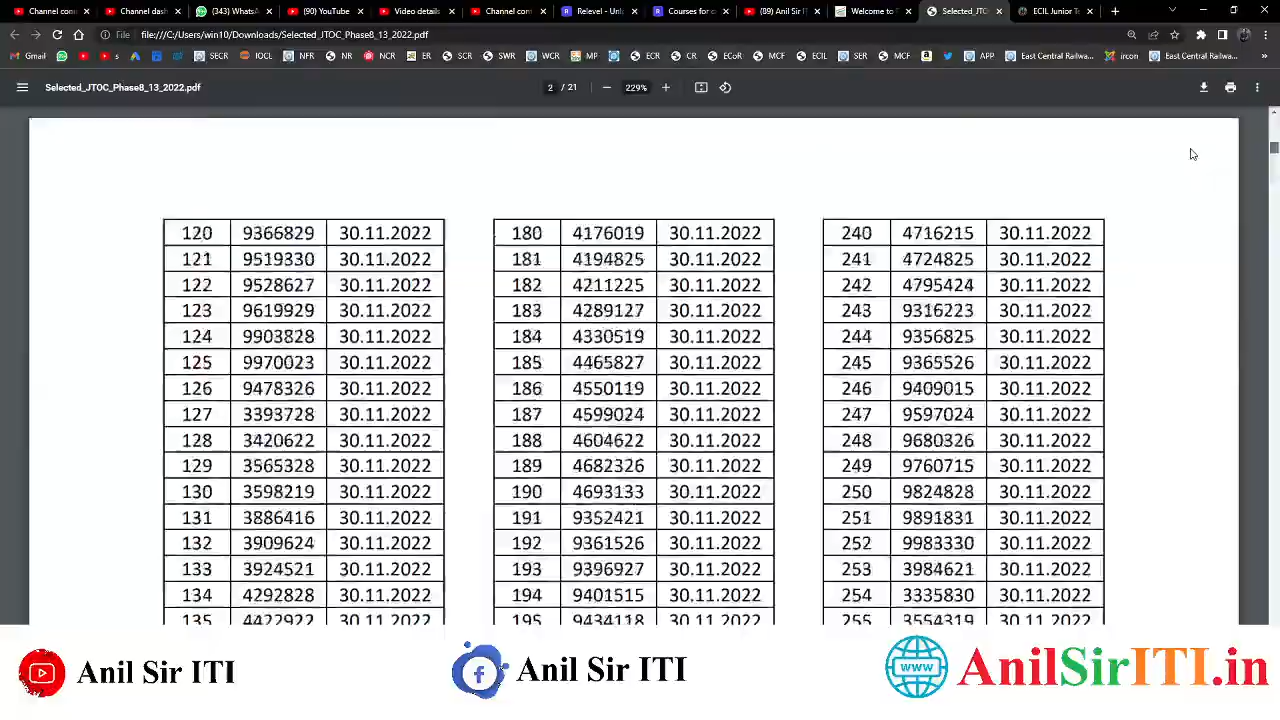 Channel con
Channel dash
(343) WhatsA
(90) YouTube
Video details
Channel con
Relevel - Unl
Courses for c
(89) Anil Sir I
Welcome to
Selected_JTO
ECIL Junior T
File file:///C:/Users/win10/Downloads/Selected_JTOC_Phase8_13_2022.pdf
Gmail s SECR IOCL NFR NR NCR ER SCR SWR WCR MP ECR CR ECoR MCF ECIL SER MCF APP East Central Railwa... ircon East Central Railwa... »
Selected_JTOC_Phase8_13_2022.pdf 2 / 21 − 229% +
120 9366829 30.11.2022 180 4176019 30.11.2022 240 4716215 30.11.2022
121 9519330 30.11.2022 181 4194825 30.11.2022 241 4724825 30.11.2022
122 9528627 30.11.2022 182 4211225 30.11.2022 242 4795424 30.11.2022
123 9619929 30.11.2022 183 4289127 30.11.2022 243 9316223 30.11.2022
124 9903828 30.11.2022 184 4330519 30.11.2022 244 9356825 30.11.2022
125 9970023 30.11.2022 185 4465827 30.11.2022 245 9365526 30.11.2022
126 9478326 30.11.2022 186 4550119 30.11.2022 246 9409015 30.11.2022
127 3393728 30.11.2022 187 4599024 30.11.2022 247 9597024 30.11.2022
128 3420622 30.11.2022 188 4604622 30.11.2022 248 9680326 30.11.2022
129 3565328 30.11.2022 189 4682326 30.11.2022 249 9760715 30.11.2022
130 3598219 30.11.2022 190 4693133 30.11.2022 250 9824828 30.11.2022
131 3886416 30.11.2022 191 9352421 30.11.2022 251 9891831 30.11.2022
132 3909624 30.11.2022 192 9361526 30.11.2022 252 9983330 30.11.2022
133 3924521 30.11.2022 193 9396927 30.11.2022 253 3984621 30.11.2022
134 4292828 30.11.2022 194 9401515 30.11.2022 254 3335830 30.11.2022
135 4422922 30.11.2022 195 9434118 30.11.2022 255 3554319 30.11.2022
Anil Sir ITI
Anil Sir ITI
www
AnilSirITI.in